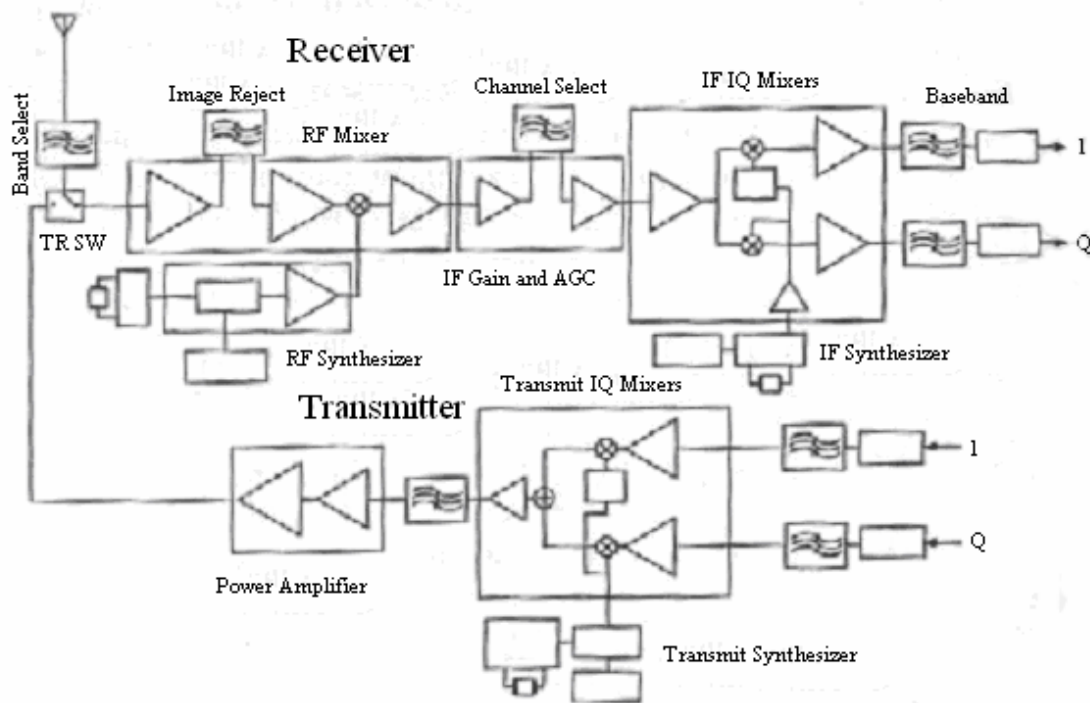 Receiver
Image Reject
Channel Select
IF IQ Mixers
Baseband
Band Select
RF Mixer
I
TR SW
Q
IF Gain and AGC
RF Synthesizer
IF Synthesizer
Transmit IQ Mixers
Transmitter
I
Q
Power Amplifier
Transmit Synthesizer